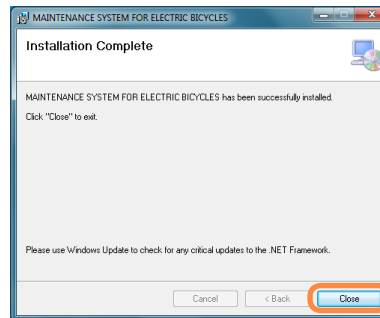 MAINTENANCE SYSTEM FOR ELECTRIC BICYCLES
Installation Complete
MAINTENANCE SYSTEM FOR ELECTRIC BICYCLES has been successfully installed.
Click "Close" to exit.
Please use Windows Update to check for any critical updates to the .NET Framework.
Cancel
< Back
Close